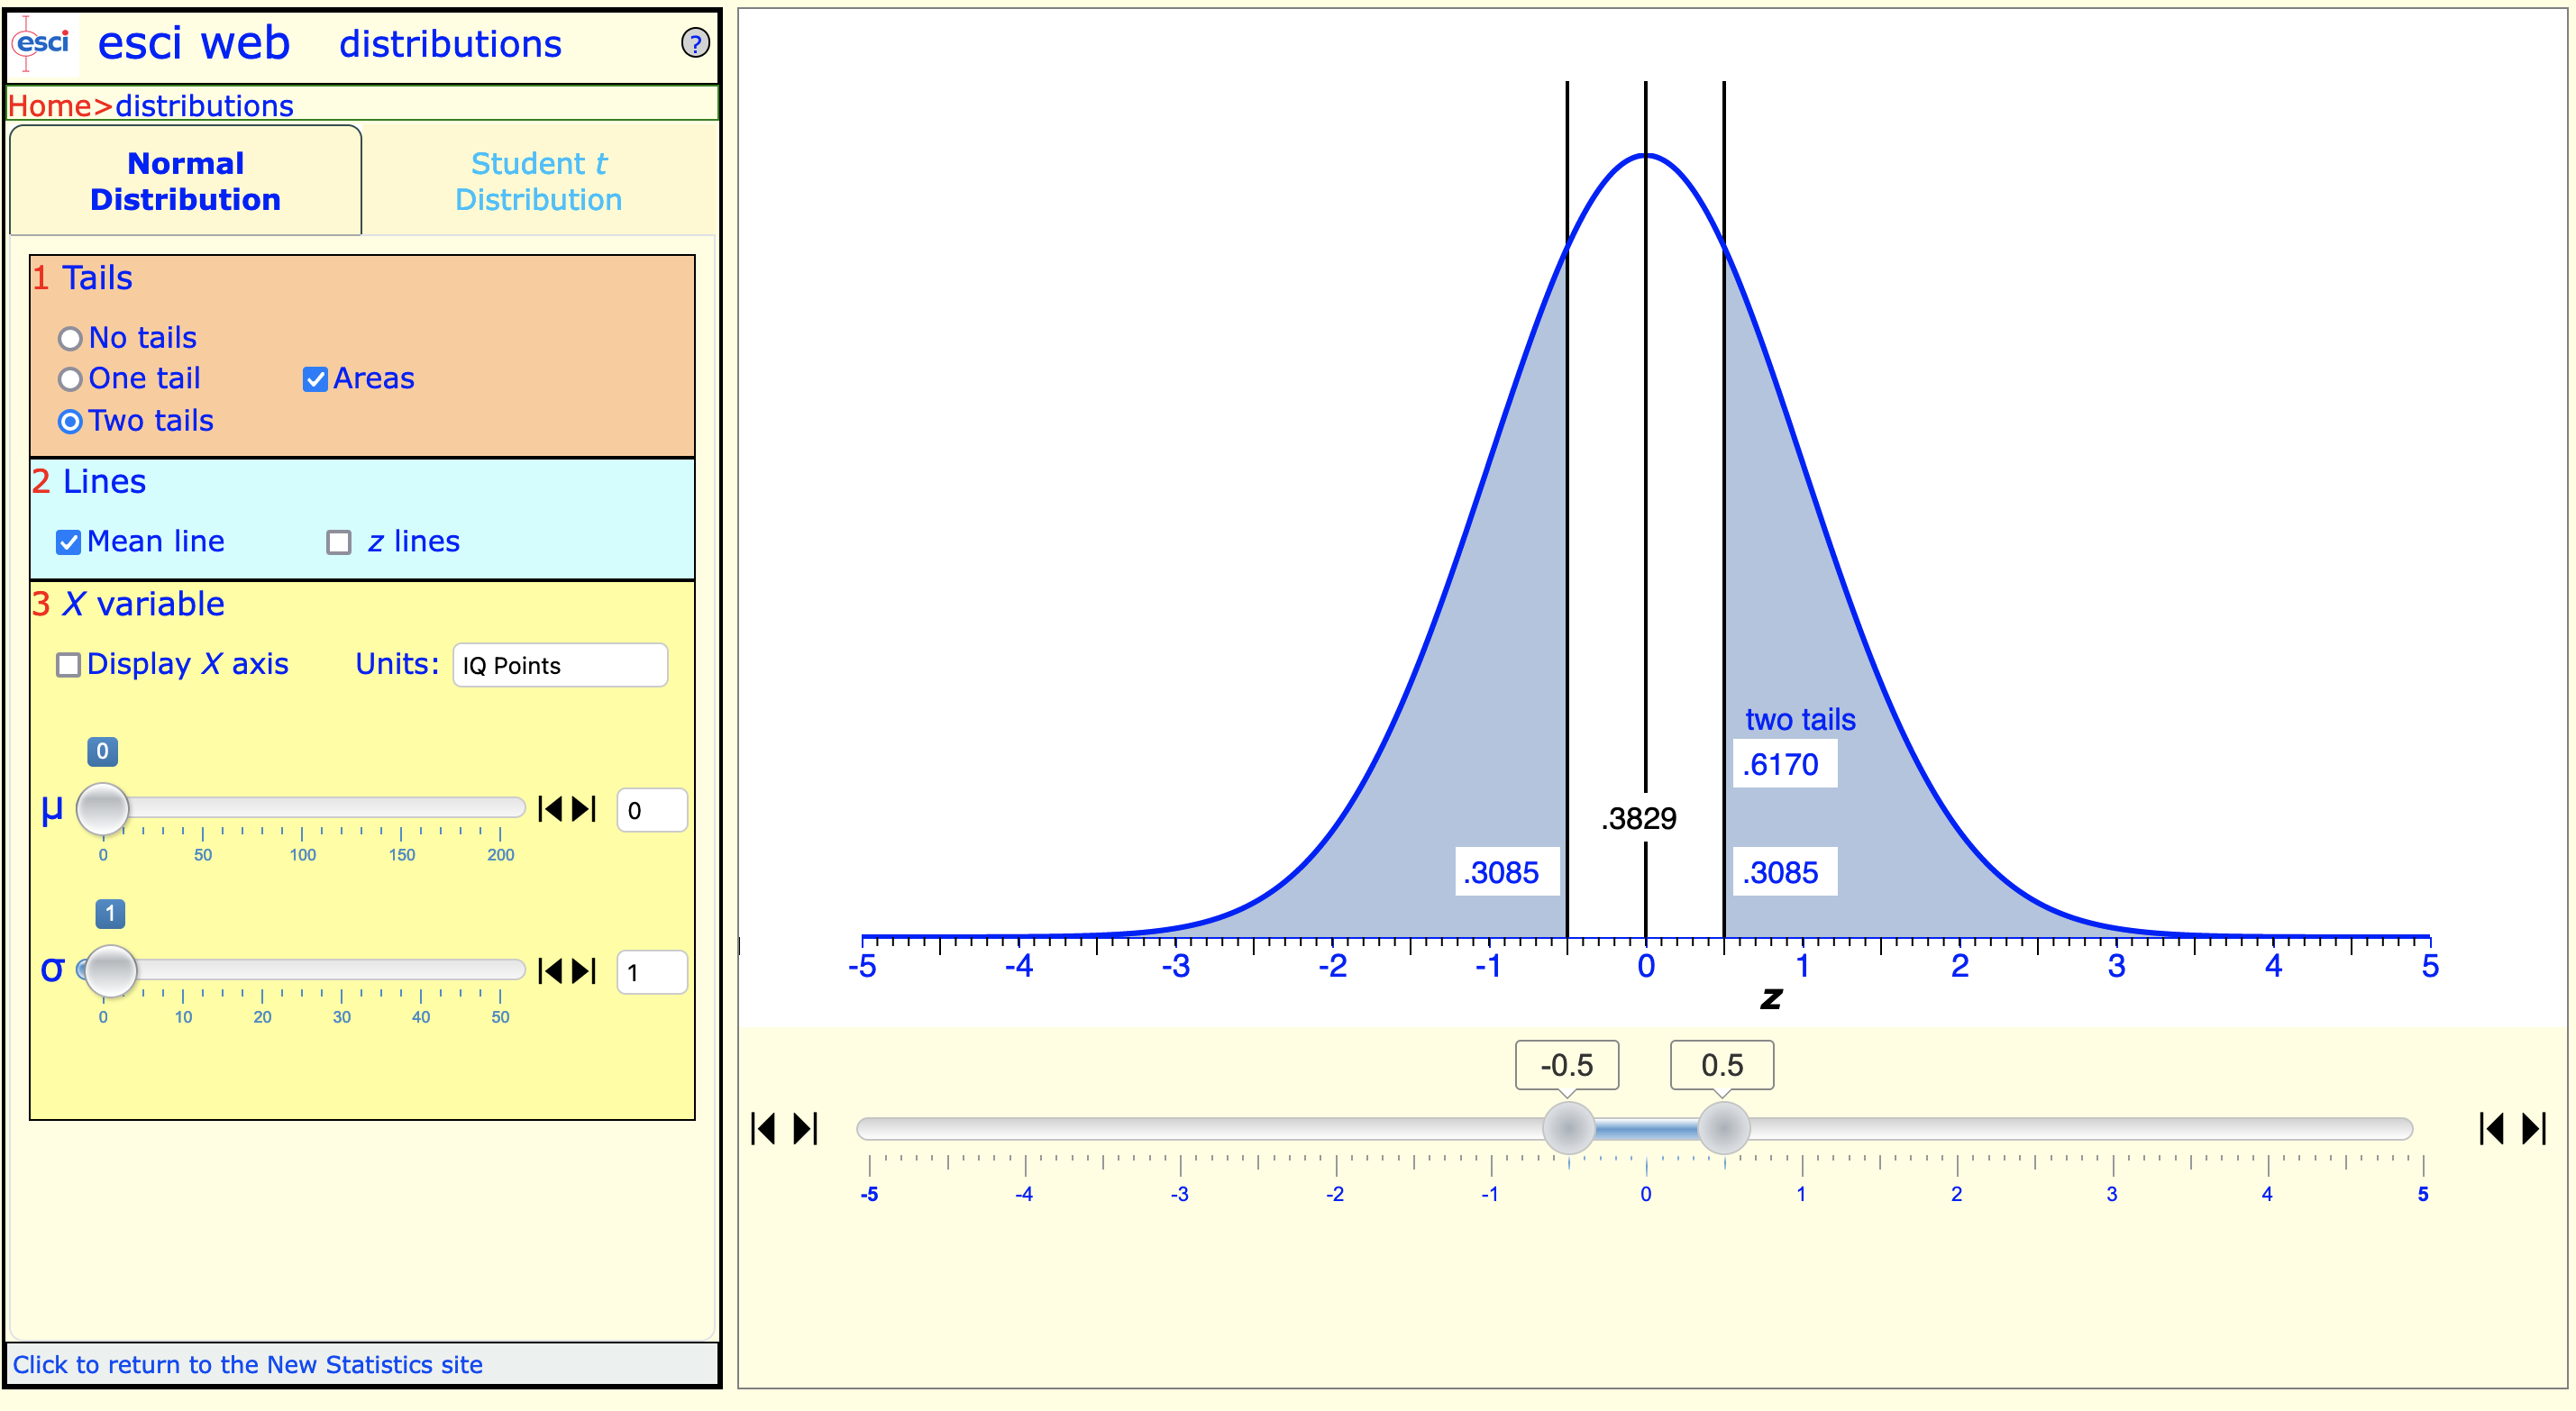 esci esci web distributions ?
Home>distributions
Normal Distribution
Student t Distribution
1 Tails
No tails
One tail
Areas
Two tails
2 Lines
Mean line
z lines
3 X variable
Display X axis
Units: IQ Points
0
μ
0
0 50 100 150 200
1
σ
1
0 10 20 30 40 50
Click to return to the New Statistics site
two tails
.6170
.3829
.3085
.3085
-5 -4 -3 -2 -1 0 1 2 3 4 5
z
-0.5 0.5
-5 -4 -3 -2 -1 0 1 2 3 4 5